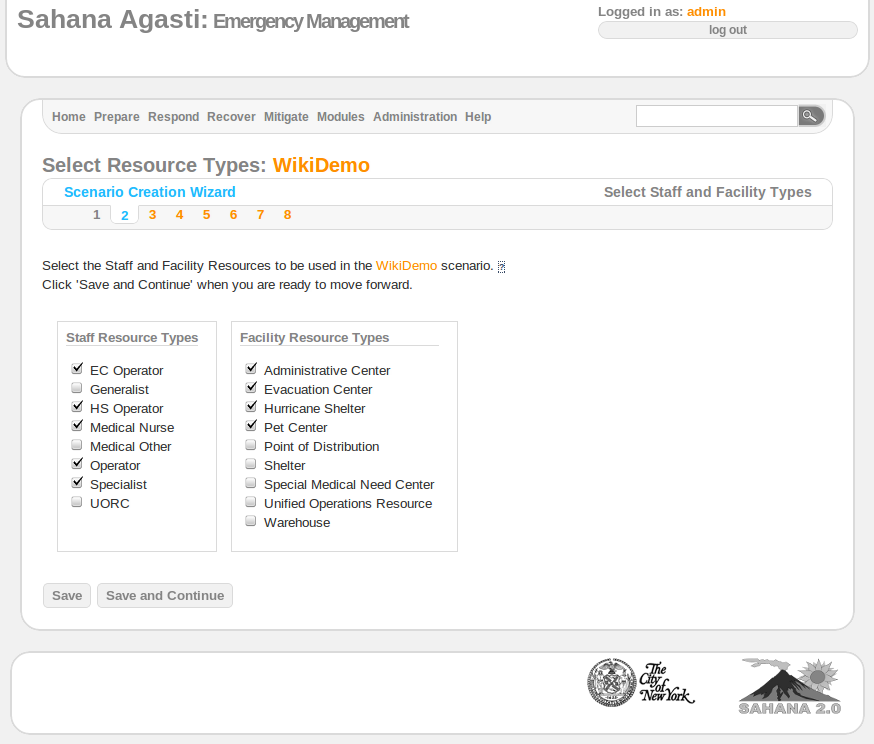 Sahana Agasti: Emergency Management
Logged in as: admin
log out
Home Prepare Respond Recover Mitigate Modules Administration Help
Select Resource Types: WikiDemo
Scenario Creation Wizard
Select Staff and Facility Types
1 2 3 4 5 6 7 8
Select the Staff and Facility Resources to be used in the WikiDemo scenario. ?
Click 'Save and Continue' when you are ready to move forward.
Staff Resource Types
EC Operator
Generalist
HS Operator
Medical Nurse
Medical Other
Operator
Specialist
UORC
Facility Resource Types
Administrative Center
Evacuation Center
Hurricane Shelter
Pet Center
Point of Distribution
Shelter
Special Medical Need Center
Unified Operations Resource
Warehouse
Save
Save and Continue
The
City
of
New York
SAHANA 2.0